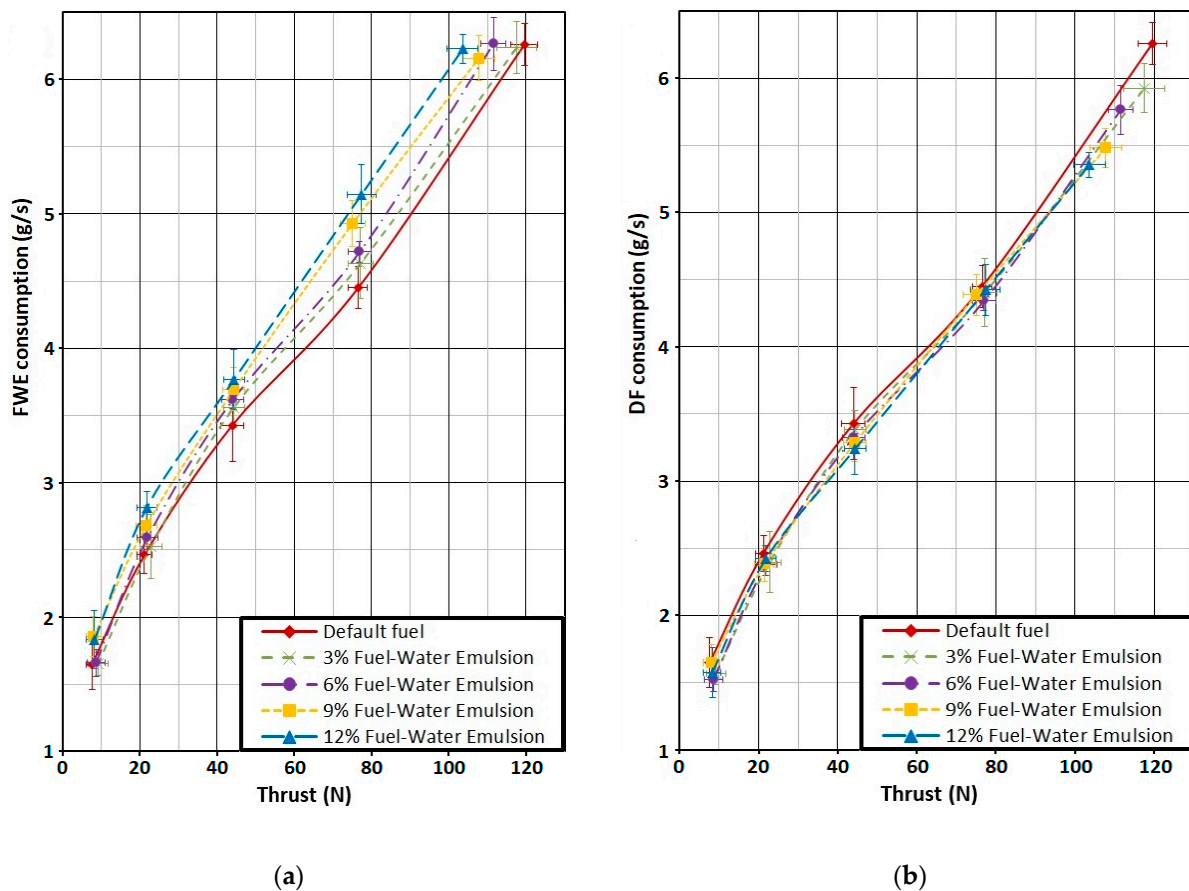 6
5
4
3
2
1
FWE consumption (g/s)
Default fuel
3% Fuel-Water Emulsion
6% Fuel-Water Emulsion
9% Fuel-Water Emulsion
12% Fuel-Water Emulsion
0 20 40 60 80 100 120
Thrust (N)
(a)
6
5
4
3
2
1
DF consumption (g/s)
Default fuel
3% Fuel-Water Emulsion
6% Fuel-Water Emulsion
9% Fuel-Water Emulsion
12% Fuel-Water Emulsion
0 20 40 60 80 100 120
Thrust (N)
(b)